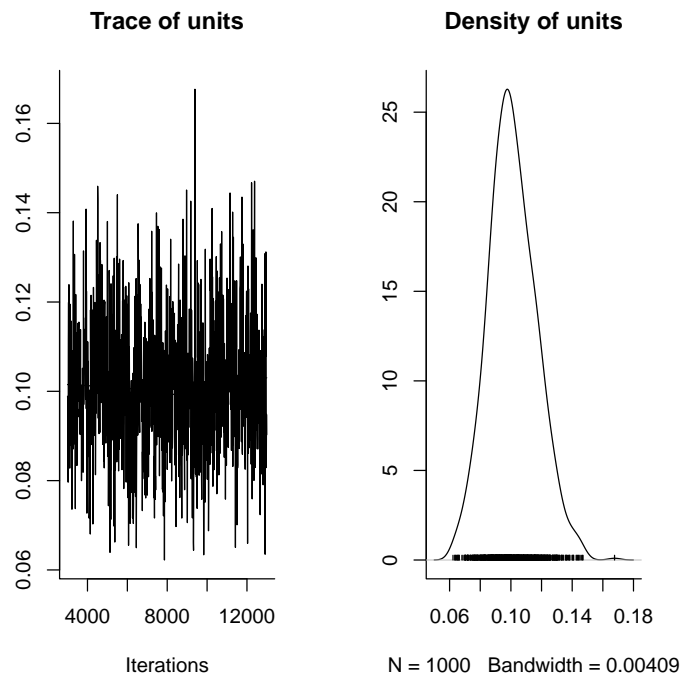 Trace of units
0.16
0.14
0.12
0.10
0.08
0.06
4000 8000 12000
Iterations
Density of units
25
20
15
10
5
0
0.06 0.10 0.14 0.18
N = 1000 Bandwidth = 0.00409